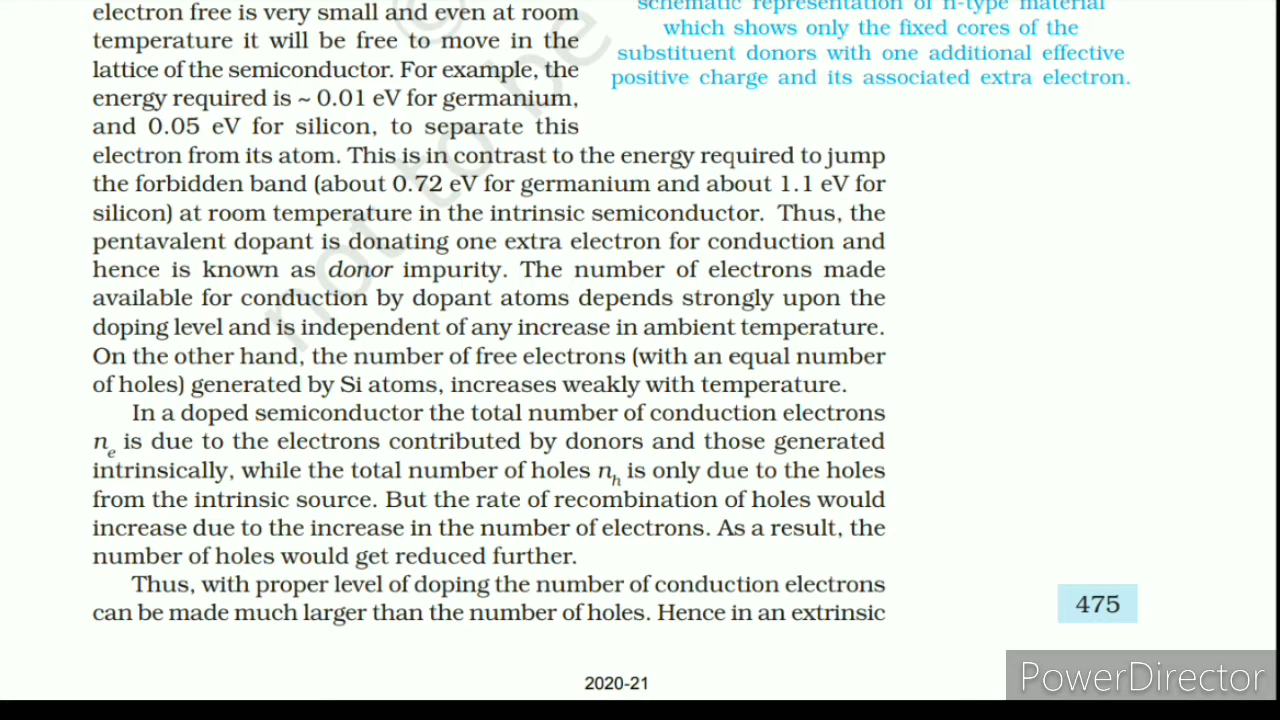 electron free is very small and even at room
temperature it will be free to move in the
lattice of the semiconductor. For example, the
energy required is ~ 0.01 eV for germanium,
and 0.05 eV for silicon, to separate this
electron from its atom. This is in contrast to the energy required to jump
the forbidden band (about 0.72 eV for germanium and about 1.1 eV for
silicon) at room temperature in the intrinsic semiconductor. Thus, the
pentavalent dopant is donating one extra electron for conduction and
hence is known as donor impurity. The number of electrons made
available for conduction by dopant atoms depends strongly upon the
doping level and is independent of any increase in ambient temperature.
On the other hand, the number of free electrons (with an equal number
of holes) generated by Si atoms, increases weakly with temperature.
In a doped semiconductor the total number of conduction electrons
nₑ is due to the electrons contributed by donors and those generated
intrinsically, while the total number of holes nₕ is only due to the holes
from the intrinsic source. But the rate of recombination of holes would
increase due to the increase in the number of electrons. As a result, the
number of holes would get reduced further.
Thus, with proper level of doping the number of conduction electrons
can be made much larger than the number of holes. Hence in an extrinsic
schematic representation of n-type material
which shows only the fixed cores of the
substituent donors with one additional effective
positive charge and its associated extra electron.
not to be
475
2020-21
PowerDirector